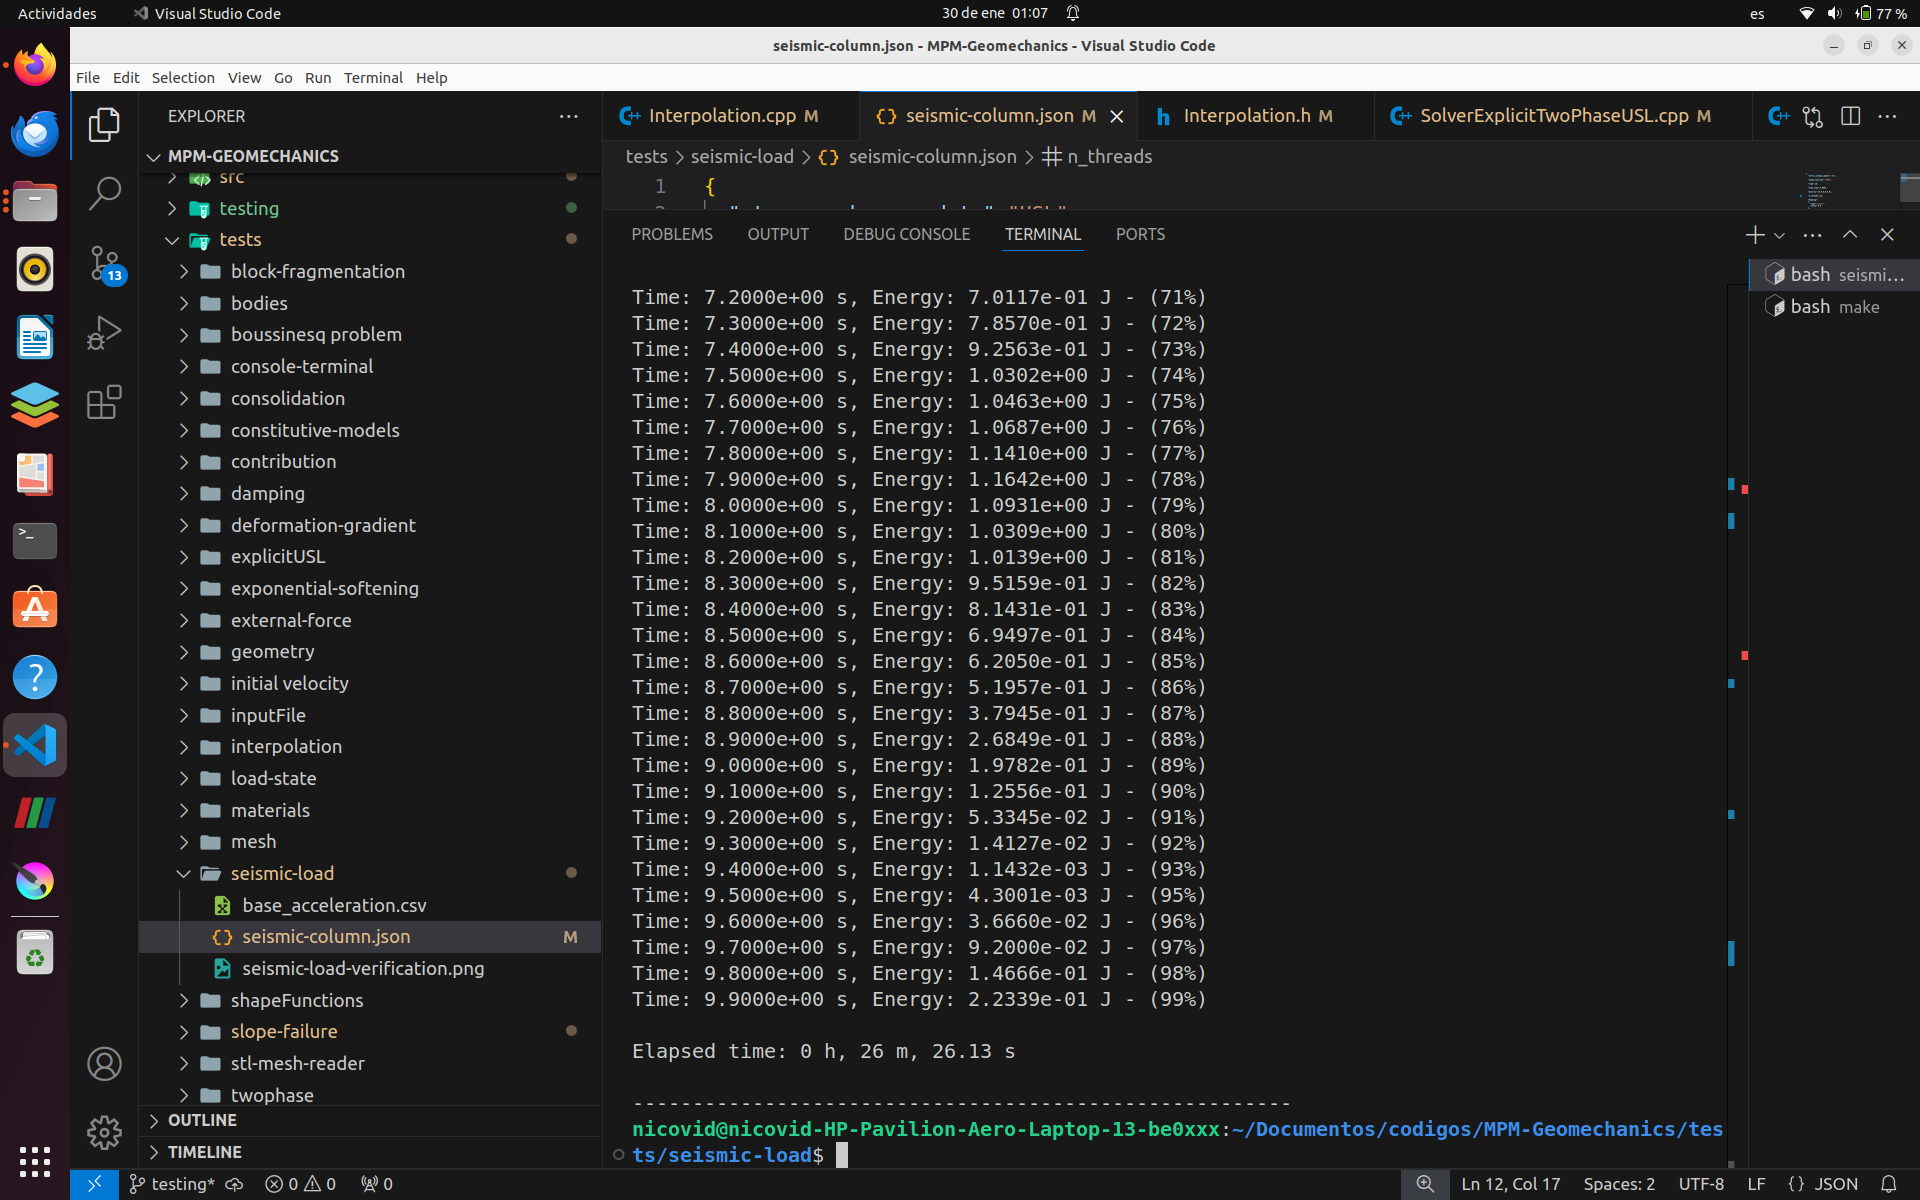 Actividades
Visual Studio Code
30 de ene 01:07
es
77 %
seismic-column.json - MPM-Geomechanics - Visual Studio Code
File Edit Selection View Go Run Terminal Help
EXPLORER
MPM-GEOMECHANICS
src
testing
tests
block-fragmentation
bodies
boussinesq problem
console-terminal
consolidation
constitutive-models
contribution
damping
deformation-gradient
explicitUSL
exponential-softening
external-force
geometry
initial velocity
inputFile
interpolation
load-state
materials
mesh
seismic-load
base_acceleration.csv
seismic-column.json M
seismic-load-verification.png
shapeFunctions
slope-failure
stl-mesh-reader
twophase
OUTLINE
TIMELINE
13
Interpolation.cpp M
seismic-column.json M
Interpolation.h M
SolverExplicitTwoPhaseUSL.cpp M
tests > seismic-load > {} seismic-column.json > # n_threads
1 {
PROBLEMS OUTPUT DEBUG CONSOLE TERMINAL PORTS
bash seismi...
bash make
Time: 7.2000e+00 s, Energy: 7.0117e-01 J - (71%)
Time: 7.3000e+00 s, Energy: 7.8570e-01 J - (72%)
Time: 7.4000e+00 s, Energy: 9.2563e-01 J - (73%)
Time: 7.5000e+00 s, Energy: 1.0302e+00 J - (74%)
Time: 7.6000e+00 s, Energy: 1.0463e+00 J - (75%)
Time: 7.7000e+00 s, Energy: 1.0687e+00 J - (76%)
Time: 7.8000e+00 s, Energy: 1.1410e+00 J - (77%)
Time: 7.9000e+00 s, Energy: 1.1642e+00 J - (78%)
Time: 8.0000e+00 s, Energy: 1.0931e+00 J - (79%)
Time: 8.1000e+00 s, Energy: 1.0309e+00 J - (80%)
Time: 8.2000e+00 s, Energy: 1.0139e+00 J - (81%)
Time: 8.3000e+00 s, Energy: 9.5159e-01 J - (82%)
Time: 8.4000e+00 s, Energy: 8.1431e-01 J - (83%)
Time: 8.5000e+00 s, Energy: 6.9497e-01 J - (84%)
Time: 8.6000e+00 s, Energy: 6.2050e-01 J - (85%)
Time: 8.7000e+00 s, Energy: 5.1957e-01 J - (86%)
Time: 8.8000e+00 s, Energy: 3.7945e-01 J - (87%)
Time: 8.9000e+00 s, Energy: 2.6849e-01 J - (88%)
Time: 9.0000e+00 s, Energy: 1.9782e-01 J - (89%)
Time: 9.1000e+00 s, Energy: 1.2556e-01 J - (90%)
Time: 9.2000e+00 s, Energy: 5.3345e-02 J - (91%)
Time: 9.3000e+00 s, Energy: 1.4127e-02 J - (92%)
Time: 9.4000e+00 s, Energy: 1.1432e-03 J - (93%)
Time: 9.5000e+00 s, Energy: 4.3001e-03 J - (95%)
Time: 9.6000e+00 s, Energy: 3.6660e-02 J - (96%)
Time: 9.7000e+00 s, Energy: 9.2000e-02 J - (97%)
Time: 9.8000e+00 s, Energy: 1.4666e-01 J - (98%)
Time: 9.9000e+00 s, Energy: 2.2339e-01 J - (99%)
Elapsed time: 0 h, 26 m, 26.13 s
-------------------------------------------------------
nicovid@nicovid-HP-Pavilion-Aero-Laptop-13-be0xxx:~/Documentos/codigos/MPM-Geomechanics/tes
ts/seismic-load$
testing* 0 0 0
Ln 12, Col 17 Spaces: 2 UTF-8 LF {} JSON